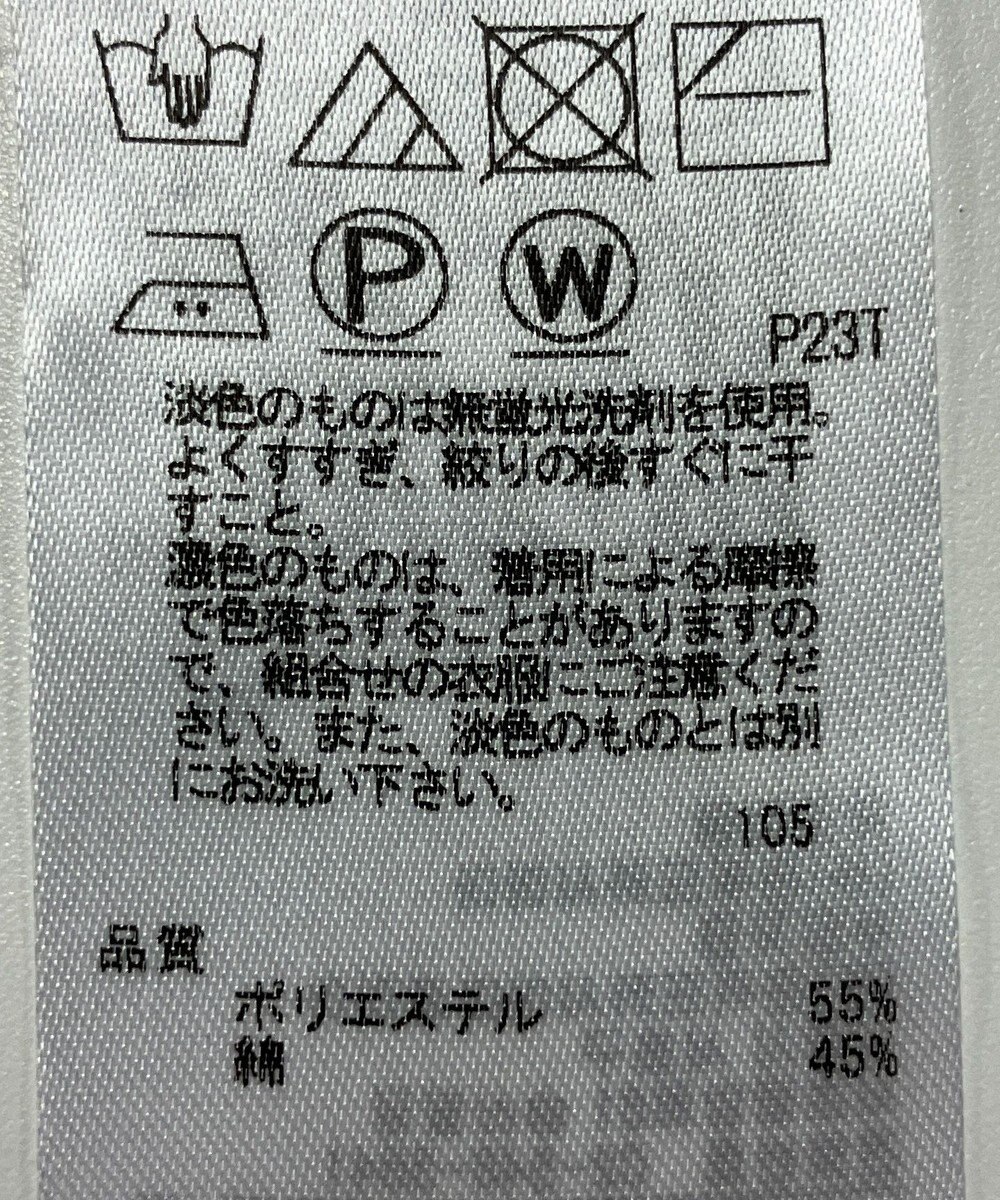 P
W
P23T
淡色のものは無蛍光洗剤を使用。
よくすすぎ、絞りの後すぐに干
すこと。
濃色のものは、着用による摩擦
で色落ちすることがありますの
で、組合せの衣服にご注意くだ
さい。また、淡色のものとは別
にお洗い下さい。
105
品質
ポリエステル 55%
綿 45%